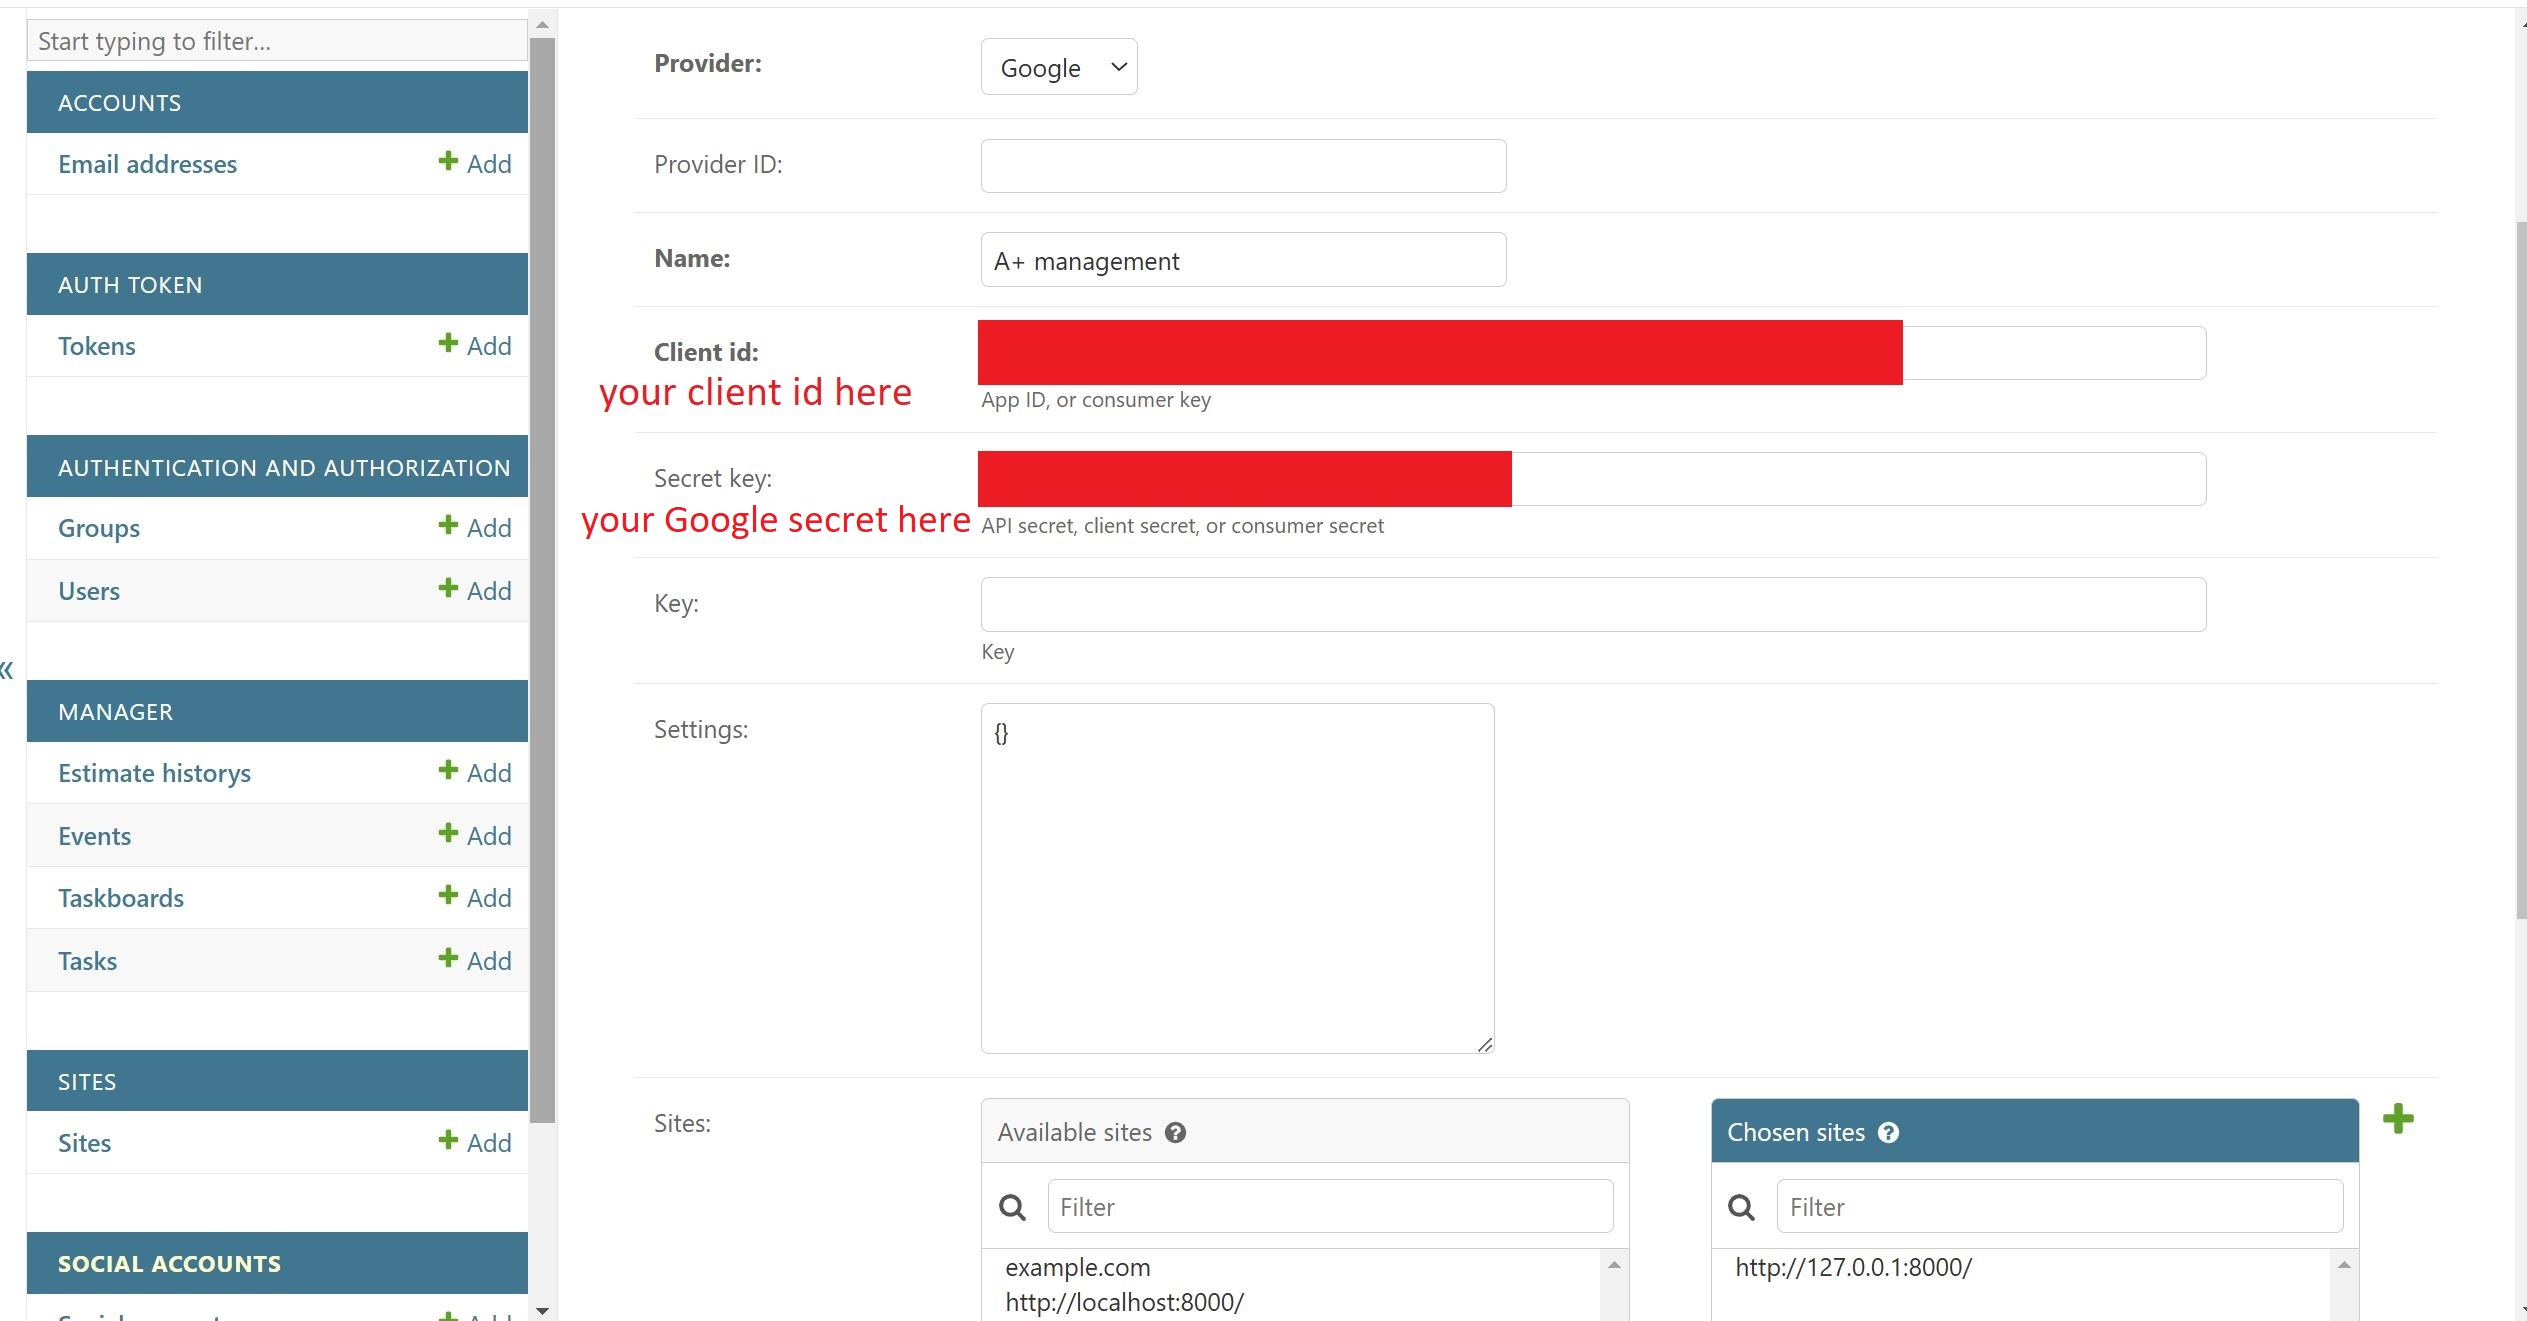 Start typing to filter...
ACCOUNTS
Email addresses
Add
AUTH TOKEN
Tokens
Add
AUTHENTICATION AND AUTHORIZATION
Groups
Add
Users
Add
«
MANAGER
Estimate historys
Add
Events
Add
Taskboards
Add
Tasks
Add
SITES
Sites
Add
SOCIAL ACCOUNTS
Provider:
Google
Provider ID:
Name:
A+ management
Client id:
your client id here
App ID, or consumer key
Secret key:
your Google secret here
API secret, client secret, or consumer secret
Key:
Key
Settings:
{}
Sites:
Available sites
Filter
example.com
http://localhost:8000/
Chosen sites
Filter
http://127.0.0.1:8000/